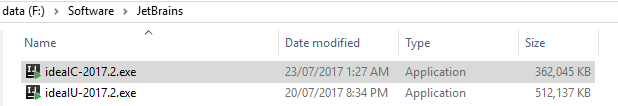 data (F:) > Software > JetBrains
Name Date modified Type Size
ideaIC-2017.2.exe 23/07/2017 1:27 AM Application 362,045 KB
ideaIU-2017.2.exe 20/07/2017 8:34 PM Application 512,137 KB